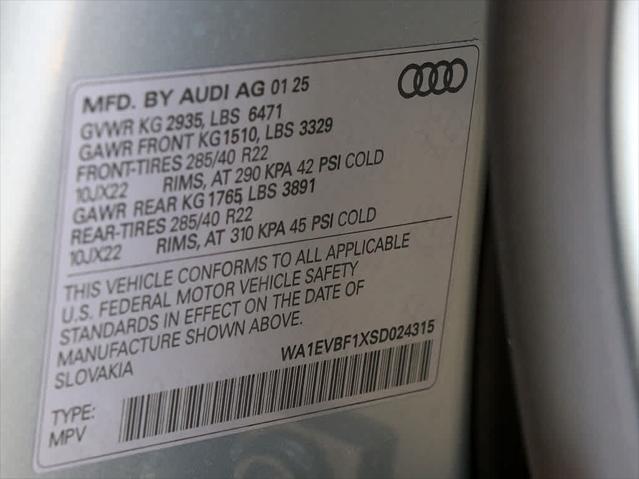 MFD. BY AUDI AG 01 25
GVWR KG 2935, LBS 6471
GAWR FRONT KG 1510, LBS 3329
FRONT-TIRES 285/40 R22
10JX22 RIMS, AT 290 KPA 42 PSI COLD
GAWR REAR KG 1765, LBS 3891
REAR-TIRES 285/40 R22
10JX22 RIMS, AT 310 KPA 45 PSI COLD
THIS VEHICLE CONFORMS TO ALL APPLICABLE
U.S. FEDERAL MOTOR VEHICLE SAFETY
STANDARDS IN EFFECT ON THE DATE OF
MANUFACTURE SHOWN ABOVE.
SLOVAKIA WA1EVBF1XSD024315
TYPE:
MPV